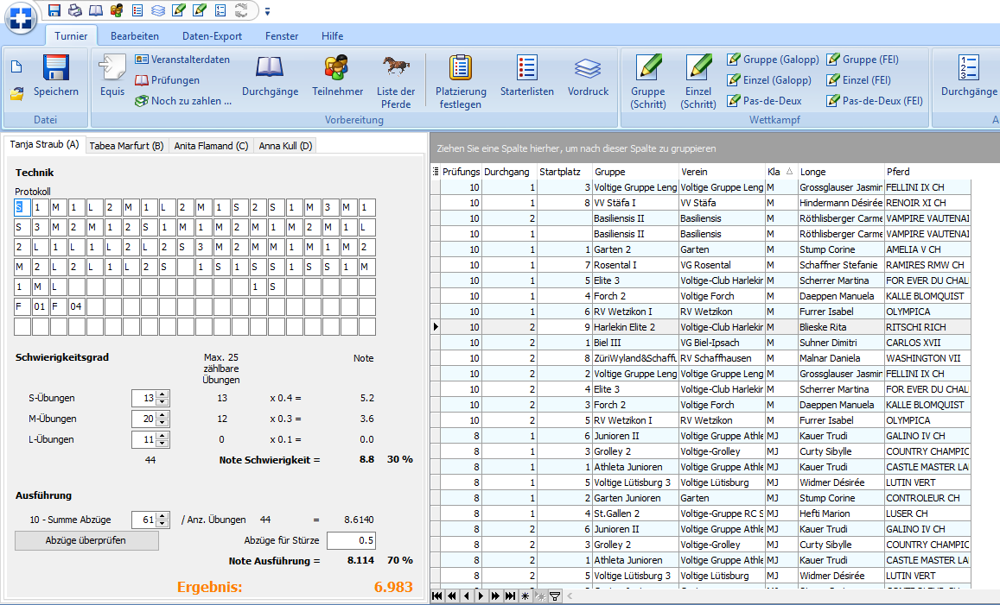 Turnier Bearbeiten Daten-Export Fenster Hilfe
Speichern
Datei
Equis
Veranstalterdaten
Prüfungen
Noch zu zahlen ...
Durchgänge
Teilnehmer
Liste der Pferde
Vorbereitung
Platzierung festlegen
Starterlisten
Vordruck
Gruppe (Schritt)
Einzel (Schritt)
Gruppe (Galopp)
Einzel (Galopp)
Pas-de-Deux
Gruppe (FEI)
Einzel (FEI)
Pas-de-Deux (FEI)
Wettkampf
Durchgänge
A
Tanja Straub (A) Tabea Marfurt (B) Anita Flamand (C) Anna Kull (D)
Technik
Protokoll
S 1 M 1 L 2 M 1 L 2 M 1 S 2 S 1 M 3 M 1
S 3 M 2 M 1 2 S 1 M 1 M 2 M 1 M 2 M 1 L
2 L 1 L 1 L 2 L 2 S 3 M 2 M M 1 M 1 M 2
M 2 L 2 L 1 L 2 S 1 S 1 S S 1 S S 1 M
1 M L 1 S
F 01 F 04
Schwierigkeitsgrad Max. 25 zählbare Übungen Note
S-Übungen 13 13 x 0.4 = 5.2
M-Übungen 20 12 x 0.3 = 3.6
L-Übungen 11 0 x 0.1 = 0.0
44 Note Schwierigkeit = 8.8 30 %
Ausführung
10 - Summe Abzüge 61 / Anz. Übungen 44 = 8.6140
Abzüge überprüfen Abzüge für Stürze 0.5
Note Ausführung = 8.114 70 %
Ergebnis: 6.983
Ziehen Sie eine Spalte hierher, um nach dieser Spalte zu gruppieren
Prüfungs Durchgang Startplatz Gruppe Verein Kla Longe Pferd
10 1 3 Voltige Gruppe Leng Voltige Gruppe Leng M Grossglauser Jasmin FELLINI IX CH
10 1 8 VV Stäfa I VV Stäfa M Hindermann Désirée RENOIR XI CH
10 2 Basiliensis II Basiliensis M Röthlisberger Carme VAMPIRE VAUTENAI
10 1 Basiliensis II Basiliensis M Röthlisberger Carme VAMPIRE VAUTENAI
10 1 1 Garten 2 Garten M Stump Corine AMELIA V CH
10 1 7 Rosental I VG Rosental M Schaffner Stefanie RAMIRES RMW CH
10 1 5 Elite 3 Voltige-Club Harlekin M Scherrer Martina FOR EVER DU CHAL
10 1 4 Forch 2 Voltige Forch M Daeppen Manuela KALLE BLOMQUIST
10 1 6 RV Wetzikon I RV Wetzikon M Furrer Isabel OLYMPICA
10 2 9 Harlekin Elite 2 Voltige-Club Harlekin M Blieske Rita RITSCHI RICH
10 2 1 Biel III VG Biel-Ipsach M Suhner Dimitri CARLOS XVII
10 2 8 ZüriWyland&Schaffu RV Schaffhausen M Malnar Daniela WASHINGTON VII
10 2 2 Voltige Gruppe Leng Voltige Gruppe Leng M Grossglauser Jasmin FELLINI IX CH
10 2 4 Elite 3 Voltige-Club Harlekin M Scherrer Martina FOR EVER DU CHAL
10 2 3 Forch 2 Voltige Forch M Daeppen Manuela KALLE BLOMQUIST
10 2 5 RV Wetzikon I RV Wetzikon M Furrer Isabel OLYMPICA
8 1 6 Junioren II Voltige Gruppe Athle MJ Kauer Trudi GALINO IV CH
8 1 3 Grolley 2 Voltige-Grolley MJ Curty Sibylle COUNTRY CHAMPIC
8 1 1 Athleta Junioren Voltige Gruppe Athle MJ Kauer Trudi CASTLE MASTER LA
8 1 5 Voltige Lütisburg 3 Voltige Lütisburg MJ Widmer Désirée LUTIN VERT
8 1 2 Garten Junioren Garten MJ Stump Corine CONTROLEUR CH
8 1 4 St.Gallen 2 Voltige-Gruppe RC S MJ Hefti Marion LUSER CH
8 2 6 Junioren II Voltige Gruppe Athle MJ Kauer Trudi GALINO IV CH
8 2 3 Grolley 2 Voltige-Grolley MJ Curty Sibylle COUNTRY CHAMPIC
8 2 1 Athleta Junioren Voltige Gruppe Athle MJ Kauer Trudi CASTLE MASTER LA
8 2 5 Voltige Lütisburg 3 Voltige Lütisburg MJ Widmer Désirée LUTIN VERT